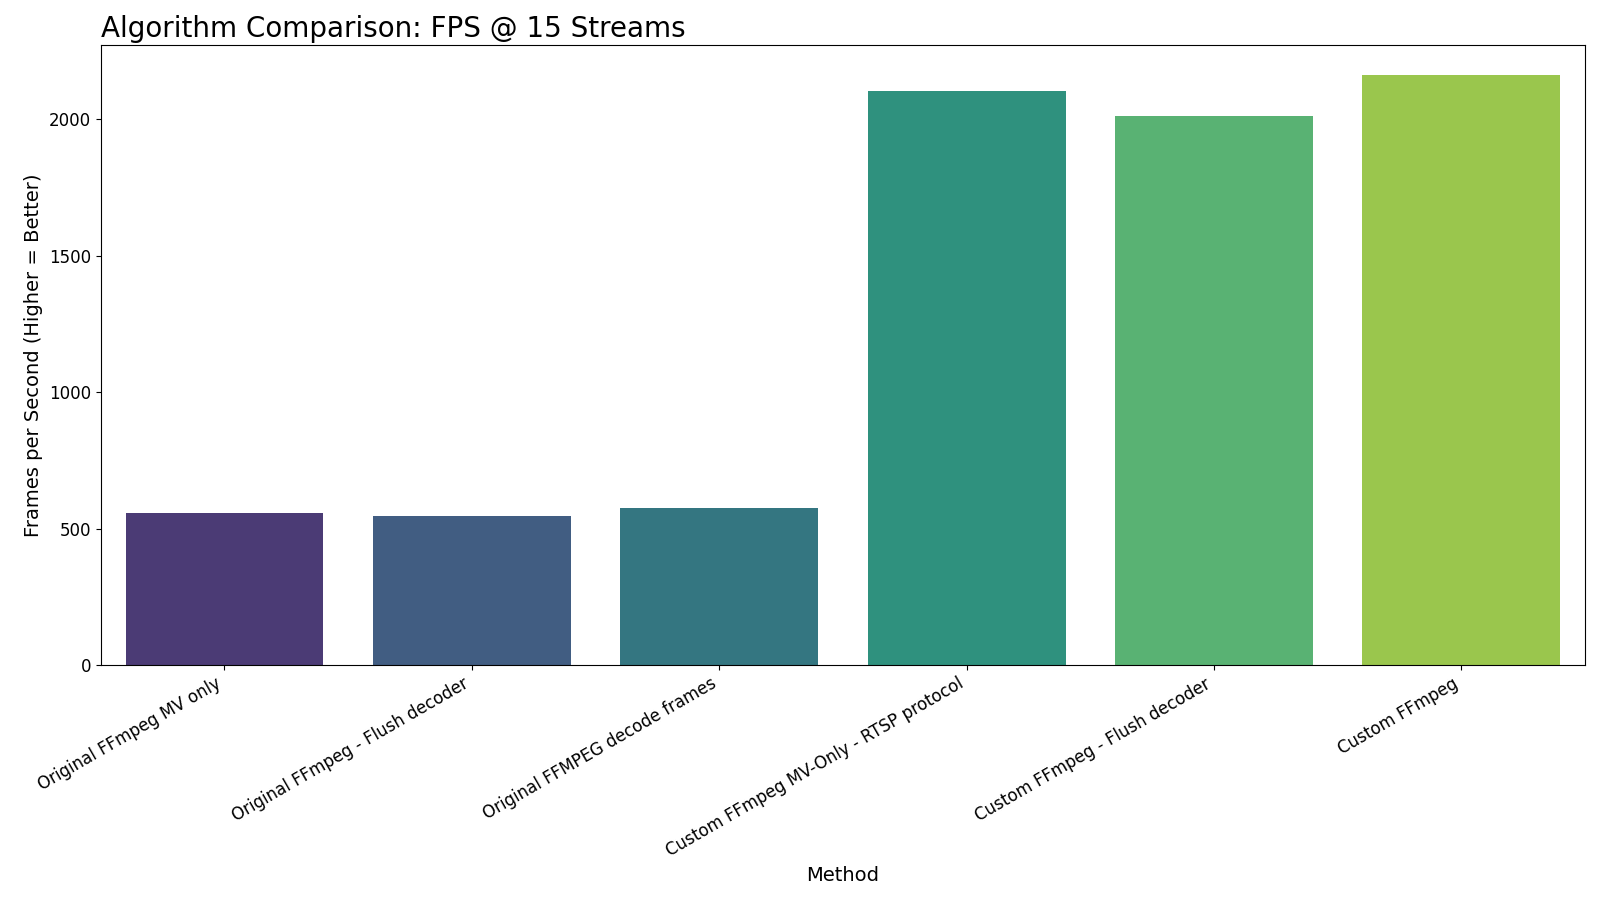 Algorithm Comparison: FPS @ 15 Streams
Frames per Second (Higher = Better)
2000
1500
1000
500
0
Original FFmpeg MV only
Original FFmpeg - Flush decoder
Original FFMPEG decode frames
Custom FFmpeg MV-Only - RTSP protocol
Custom FFmpeg - Flush decoder
Custom FFmpeg
Method